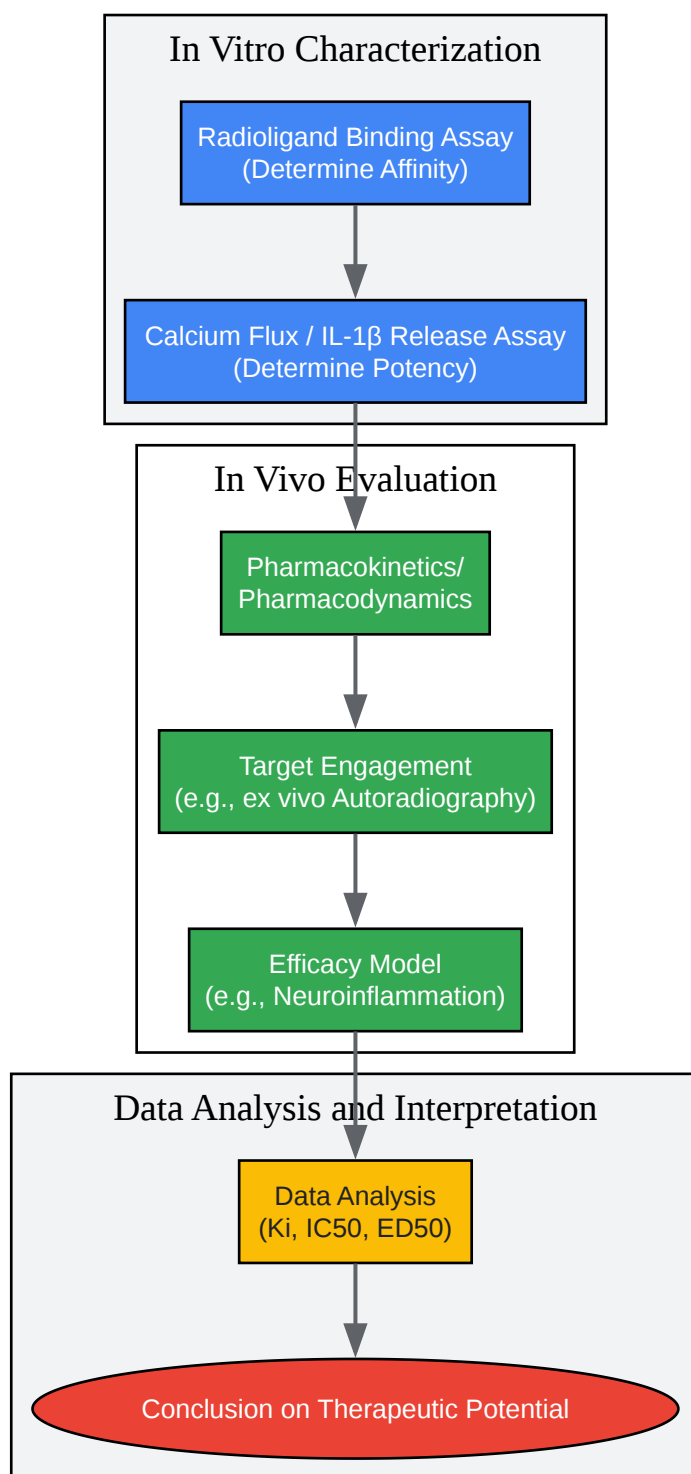 In Vitro Characterization
Radioligand Binding Assay
(Determine Affinity)
Calcium Flux / IL-1β Release Assay
(Determine Potency)
In Vivo Evaluation
Pharmacokinetics/
Pharmacodynamics
Target Engagement
(e.g., ex vivo Autoradiography)
Efficacy Model
(e.g., Neuroinflammation)
Data Analysis and Interpretation
Data Analysis
(Ki, IC50, ED50)
Conclusion on Therapeutic Potential